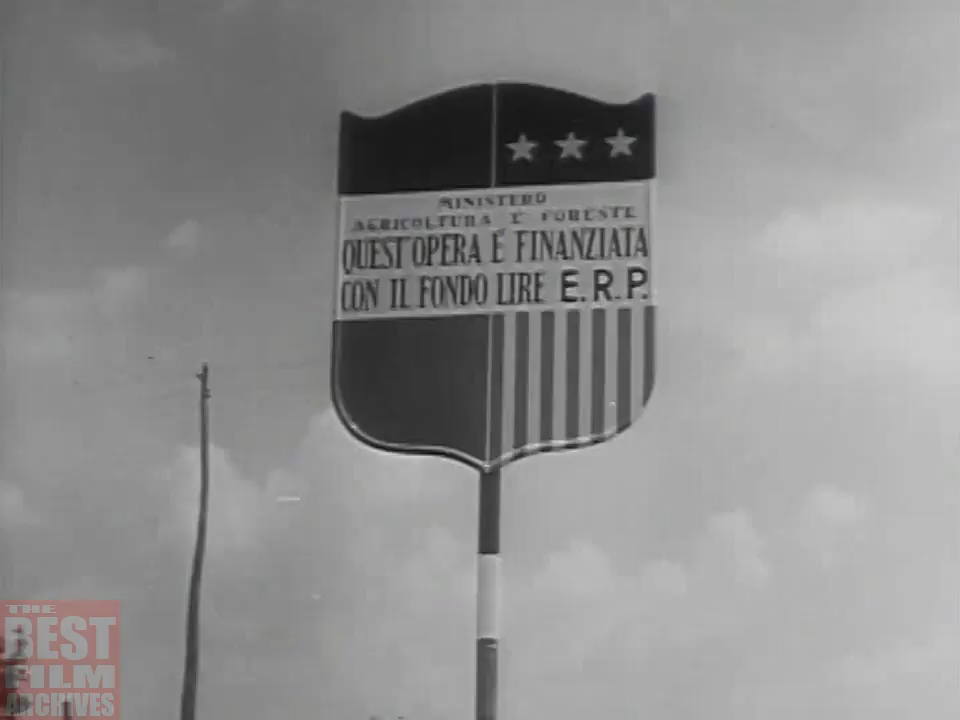 MINISTERO
AGRICOLTURA E FORESTE
QUEST'OPERA É FINANZIATA
CON IL FONDO LIRE E.R.P.
THE
BEST
FILM
ARCHIVES